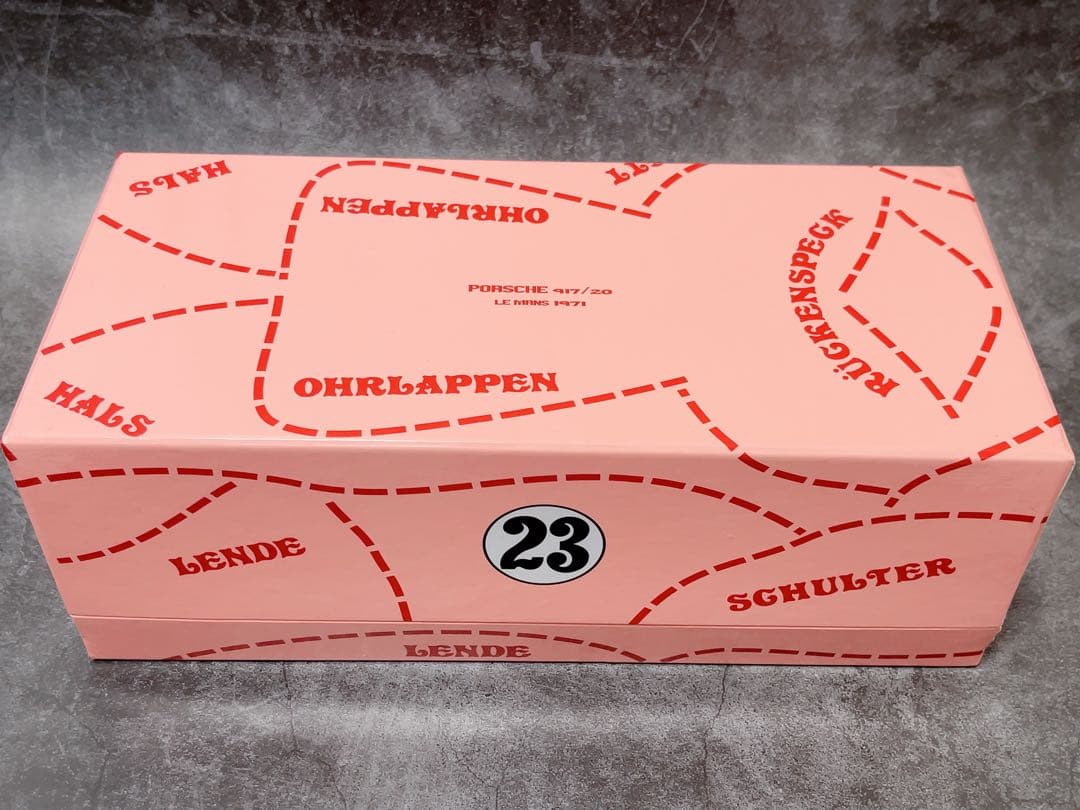 HALS
OHRLAPPEN
RÜCKENSPECK
PORSCHE 917/20
LE MANS 1971
OHRLAPPEN
HALS
23
LENDE
SCHULTER
LENDE